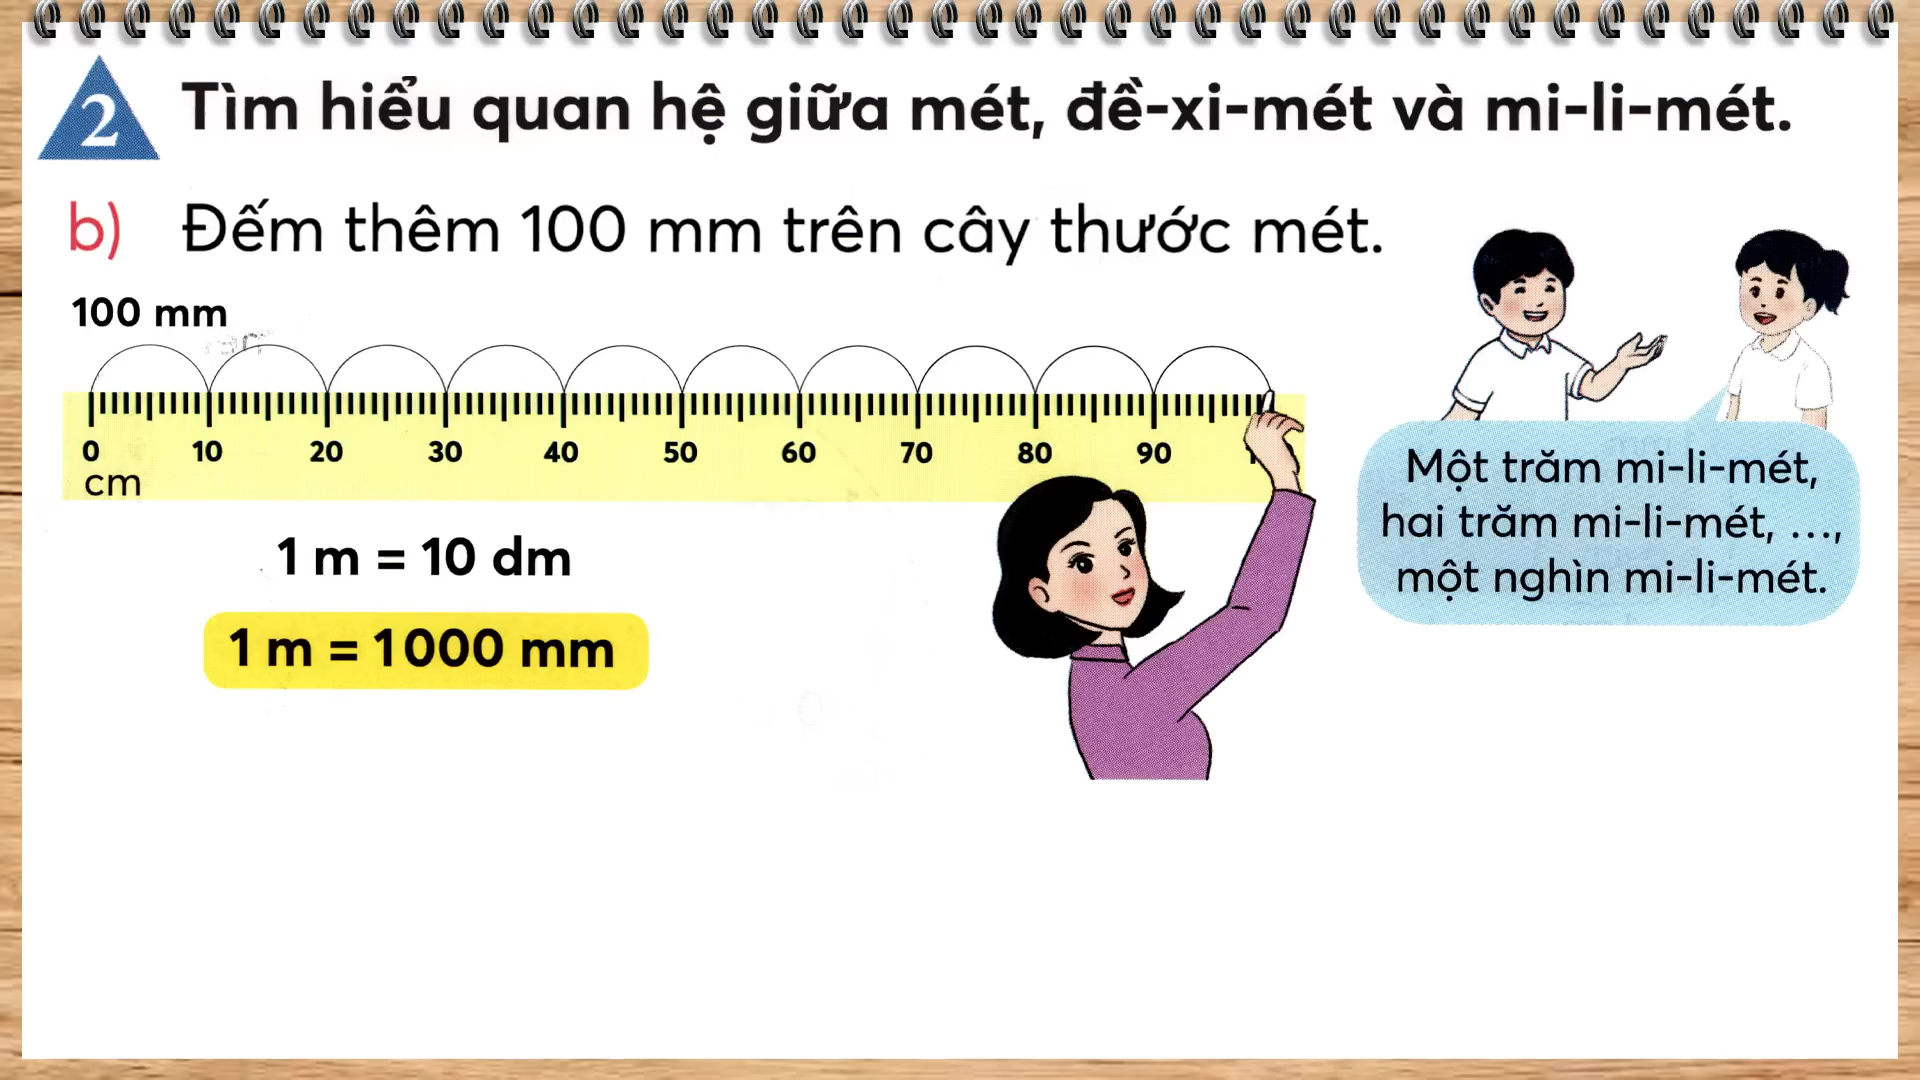 2 Tìm hiểu quan hệ giữa mét, đề-xi-mét và mi-li-mét.
b) Đếm thêm 100 mm trên cây thước mét.
100 mm
0 10 20 30 40 50 60 70 80 90
cm
Một trăm mi-li-mét,
hai trăm mi-li-mét, ...,
một nghìn mi-li-mét.
1 m = 10 dm
1 m = 1000 mm